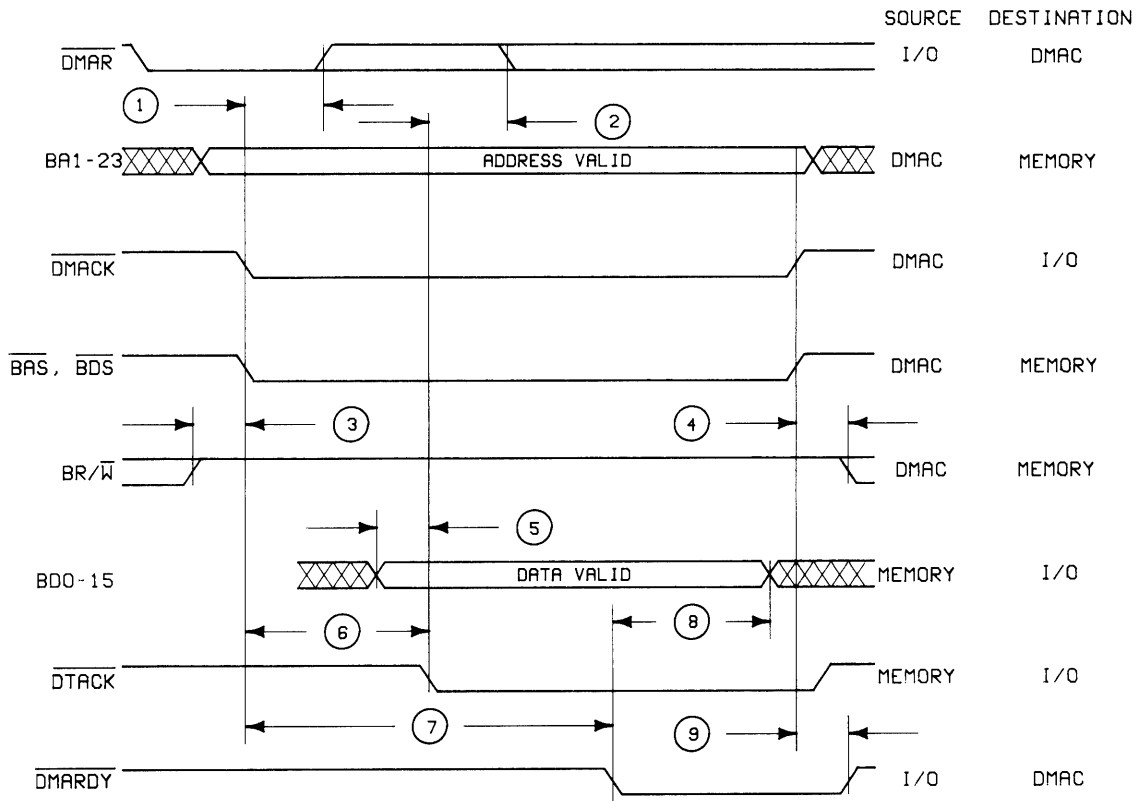 SOURCE DESTINATION
DMAR I/O DMAC
1
2
BA1-23 ADDRESS VALID DMAC MEMORY
DMACK DMAC I/O
BAS, BDS DMAC MEMORY
3 4
BR/W DMAC MEMORY
5
BD0-15 DATA VALID MEMORY I/O
6 8
DTACK MEMORY I/O
7 9
DMARDY I/O DMAC